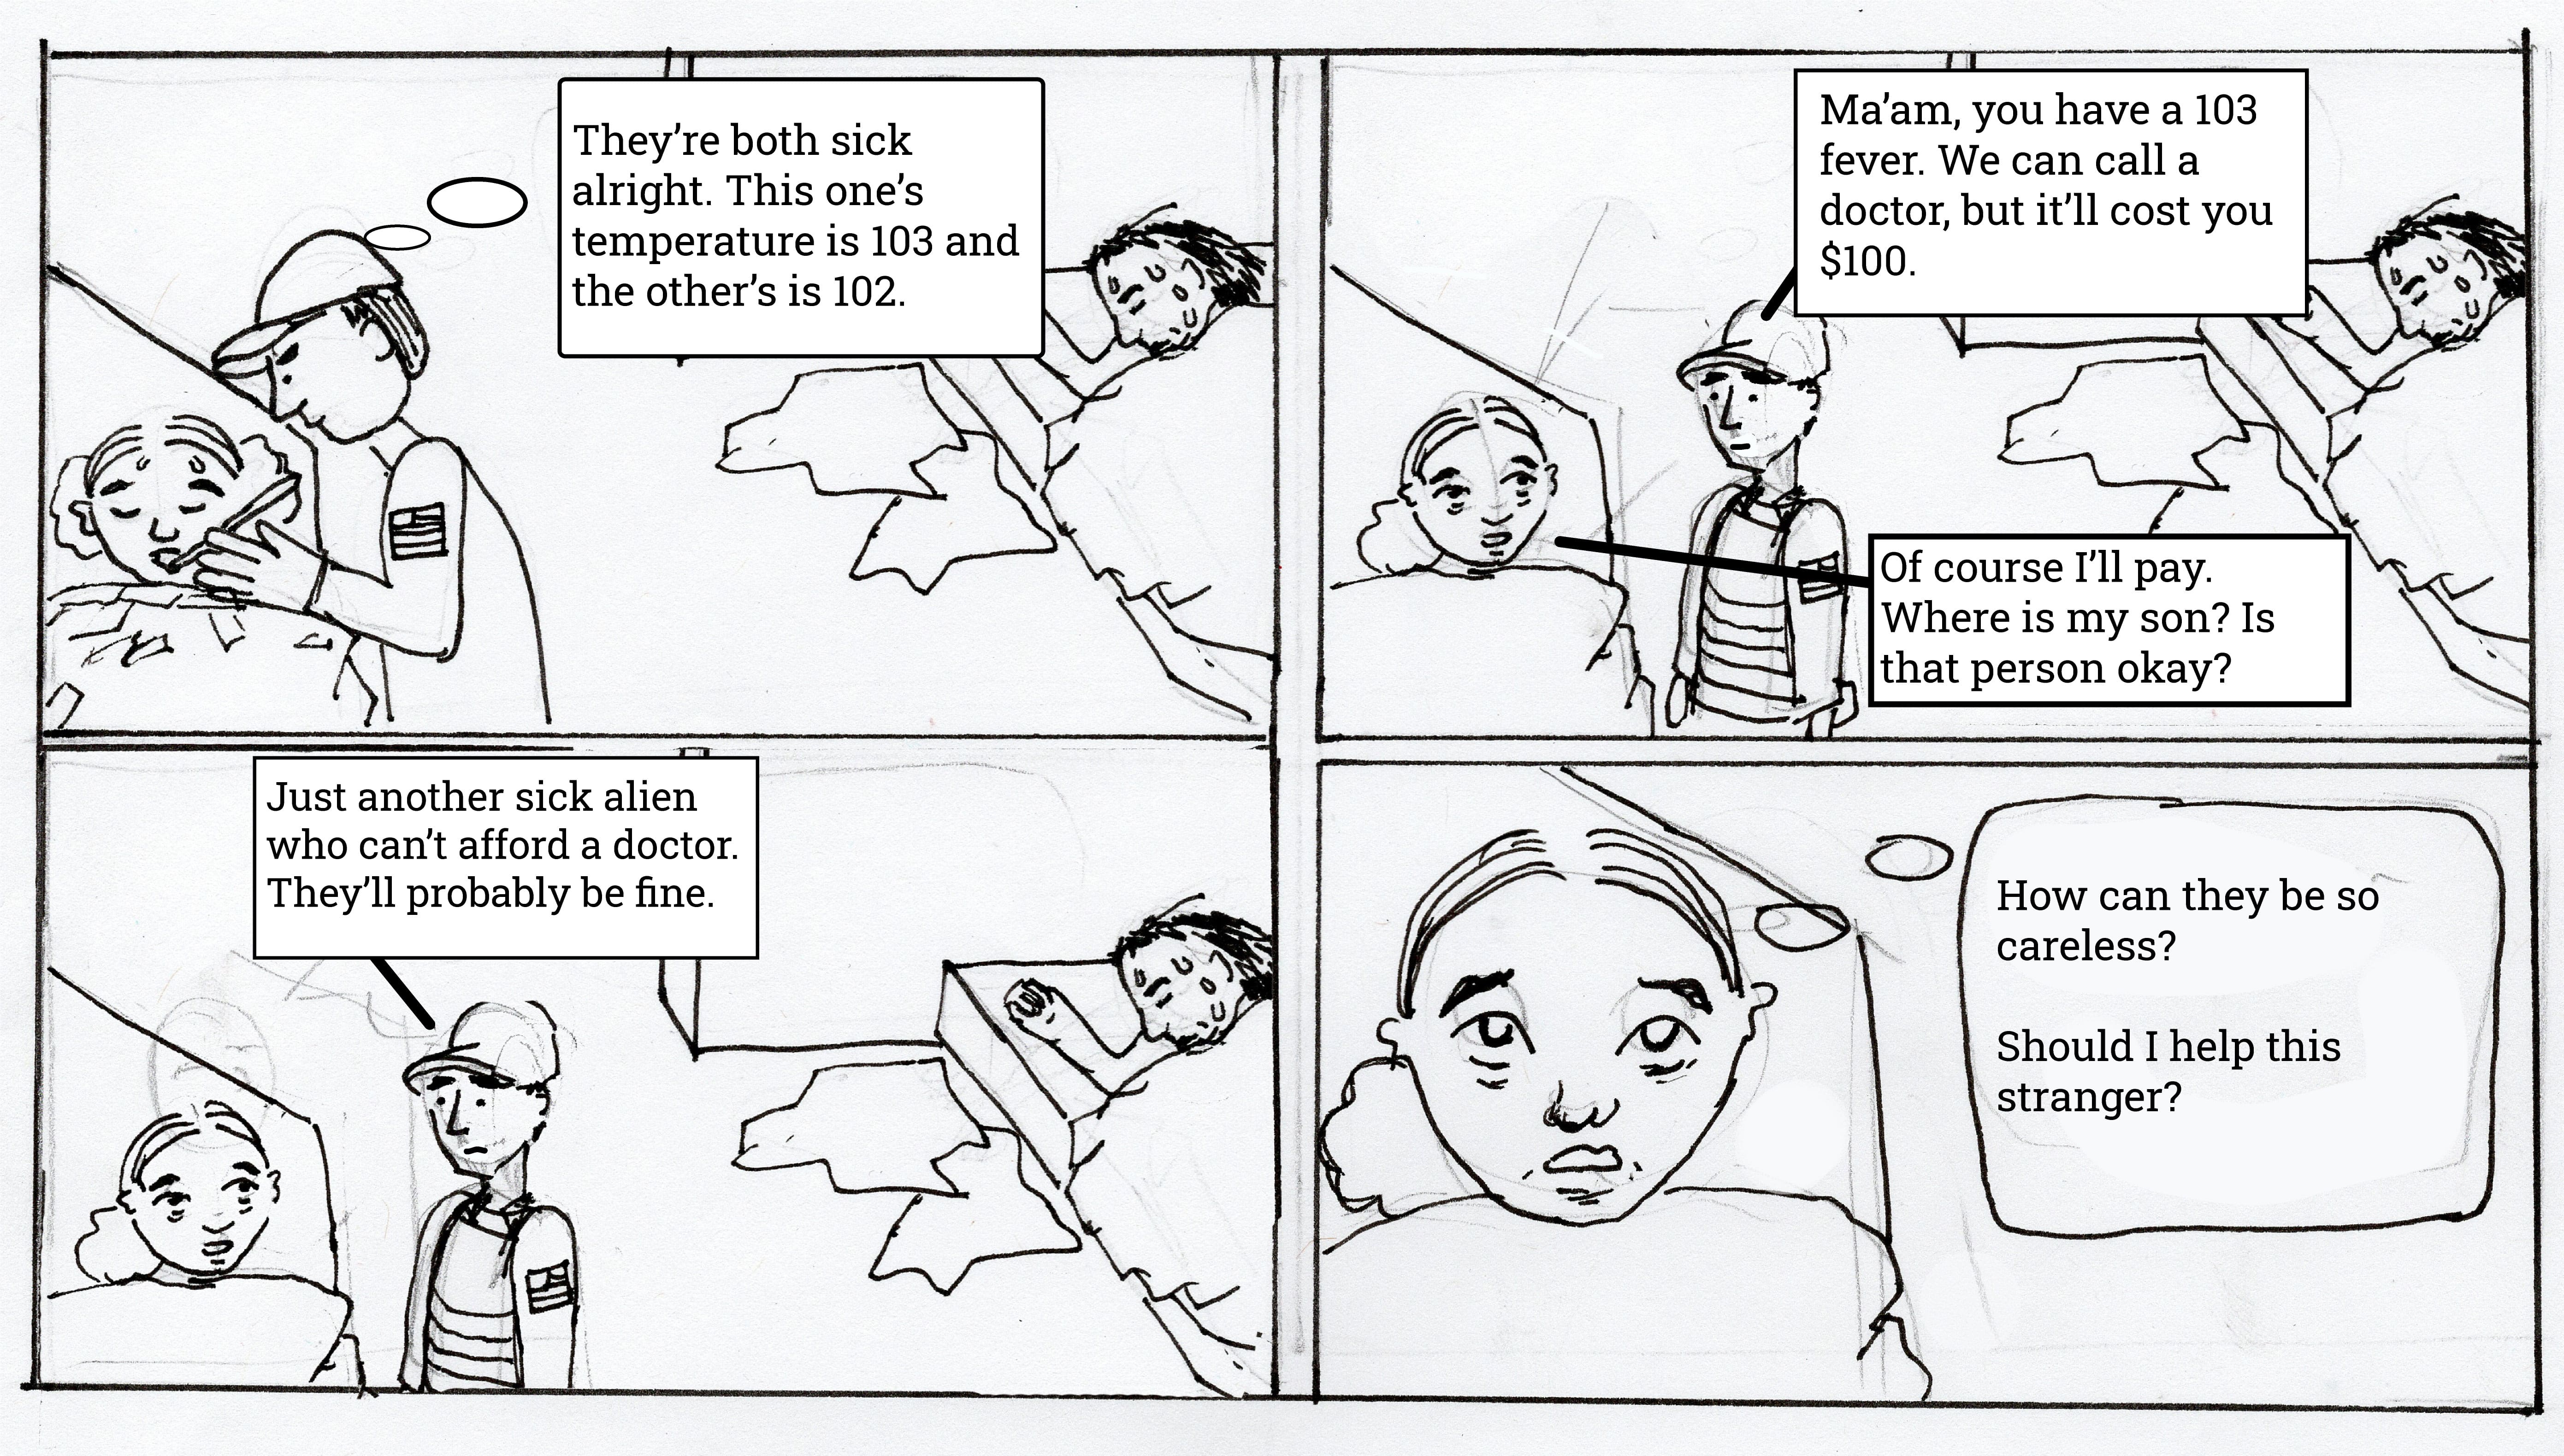 They’re both sick
alright. This one’s
temperature is 103 and
the other’s is 102.
Ma’am, you have a 103
fever. We can call a
doctor, but it’ll cost you
$100.
Of course I’ll pay.
Where is my son? Is
that person okay?
Just another sick alien
who can’t afford a doctor.
They’ll probably be fine.
How can they be so
careless?
Should I help this
stranger?